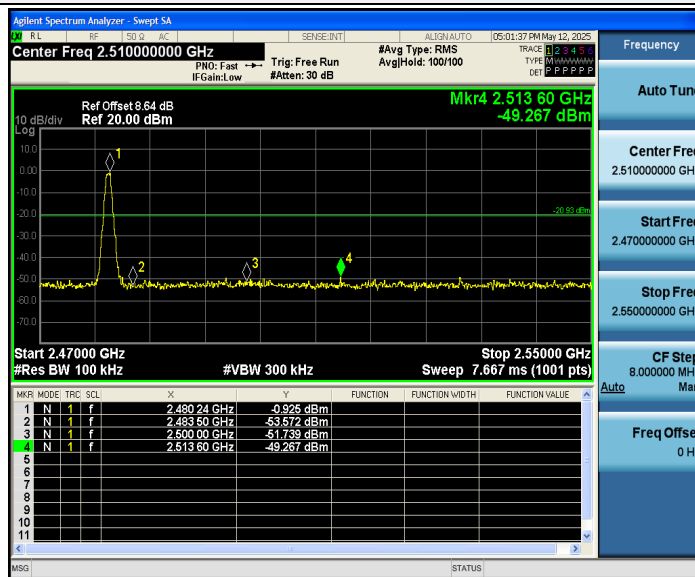 Agilent Spectrum Analyzer - Swept SA
RL RF 50 Ω AC SENSE:INT ALIGN AUTO 05:01:37 PM May 12, 2025
Center Freq 2.510000000 GHz
PNO: Fast
IFGain:Low
Trig: Free Run
#Atten: 30 dB
#Avg Type: RMS
Avg|Hold: 100/100
TRACE 1 2 3 4 5 6
TYPE M
DET P P P P P P
Frequency
Ref Offset 8.64 dB
Ref 20.00 dBm
10 dB/div
Log
Mkr4 2.513 60 GHz
-49.267 dBm
10.0
0.00
-10.0
-20.0
-30.0
-40.0
-50.0
-60.0
-70.0
1
2
3
4
-20.93 dBm
Start 2.47000 GHz
Stop 2.55000 GHz
#Res BW 100 kHz
#VBW 300 kHz
Sweep 7.667 ms (1001 pts)
MKR MODE TRC SCL X Y FUNCTION FUNCTION WIDTH FUNCTION VALUE
1 N 1 f 2.480 24 GHz -0.925 dBm
2 N 1 f 2.483 50 GHz -53.572 dBm
3 N 1 f 2.500 00 GHz -51.739 dBm
4 N 1 f 2.513 60 GHz -49.267 dBm
5
6
7
8
9
10
11
MSG
STATUS
Auto Tune
Center Freq
2.510000000 GH
Start Freq
2.470000000 GH
Stop Freq
2.550000000 GH
CF Step
8.000000 MH
Auto Man
Freq Offse
0 H